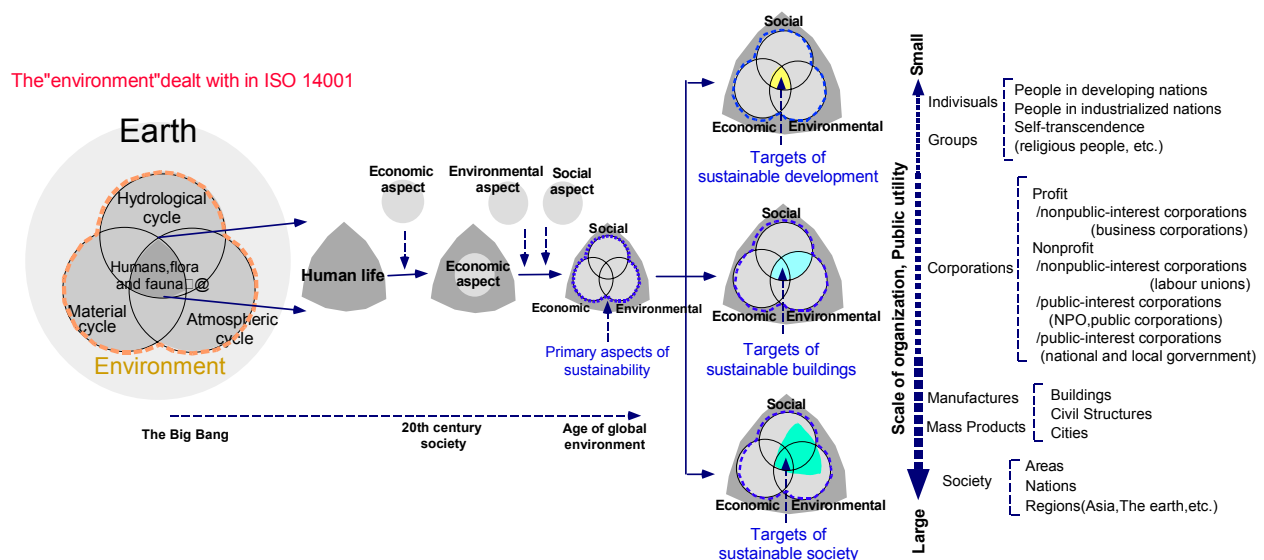 The"environment"dealt with in ISO 14001
Earth
Hydrological
cycle
Humans,flora
and fauna□@
Material
cycle
Atmospheric
cycle
Environment
The Big Bang
20th century
society
Age of global
environment
Human life
Economic
aspect
Economic
aspect
Environmental
aspect
Social
aspect
Social
Economic
Environmental
Primary aspects of
sustainability
Social
Economic
Environmental
Targets of
sustainable development
Social
Economic
Environmental
Targets of
sustainable buildings
Social
Economic
Environmental
Targets of
sustainable society
Small
Scale of organization, Public utility
Large
Indivisuals
Groups
People in developing nations
People in industrialized nations
Self-transcendence
(religious people, etc.)
Corporations
Profit
/nonpublic-interest corporations
(business corporations)
Nonprofit
/nonpublic-interest corporations
(labour unions)
/public-interest corporations
(NPO,public corporations)
/public-interest corporations
(national and local gorvernment)
Manufactures
Mass Products
Buildings
Civil Structures
Cities
Society
Areas
Nations
Regions(Asia,The earth,etc.)